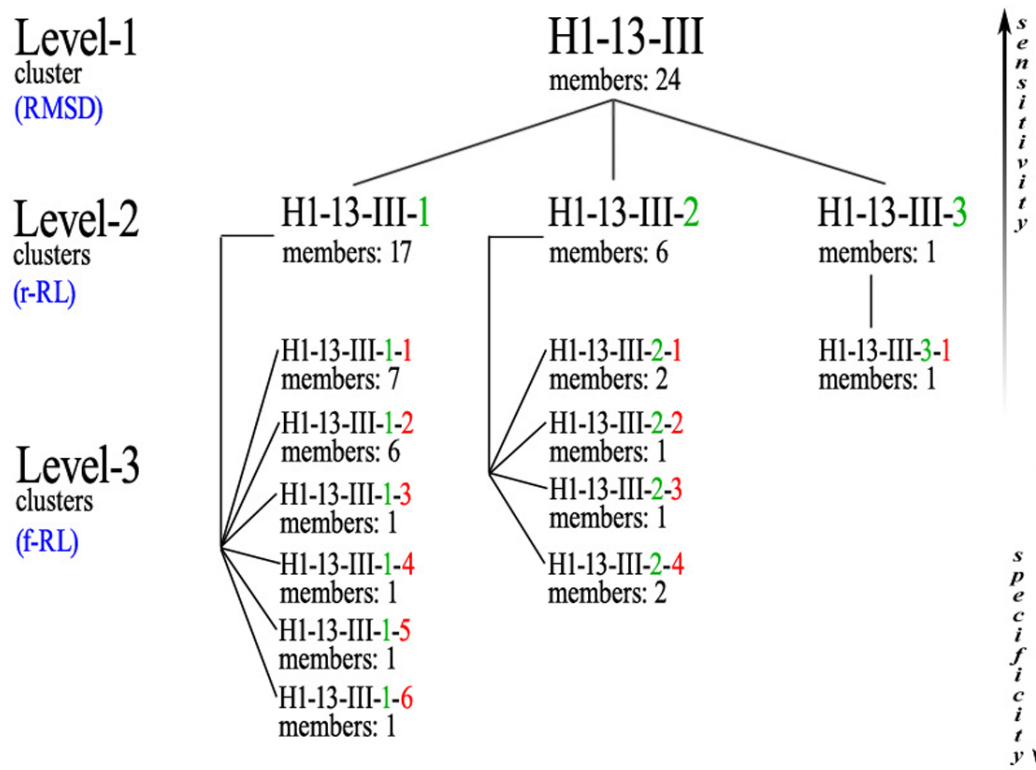 Level-1
cluster
(RMSD)
H1-13-III
members: 24
Level-2
clusters
(r-RL)
H1-13-III-1
members: 17
H1-13-III-2
members: 6
H1-13-III-3
members: 1
Level-3
clusters
(f-RL)
H1-13-III-1-1
members: 7
H1-13-III-1-2
members: 6
H1-13-III-1-3
members: 1
H1-13-III-1-4
members: 1
H1-13-III-1-5
members: 1
H1-13-III-1-6
members: 1
H1-13-III-2-1
members: 2
H1-13-III-2-2
members: 1
H1-13-III-2-3
members: 1
H1-13-III-2-4
members: 2
H1-13-III-3-1
members: 1
sensitivity
specificity